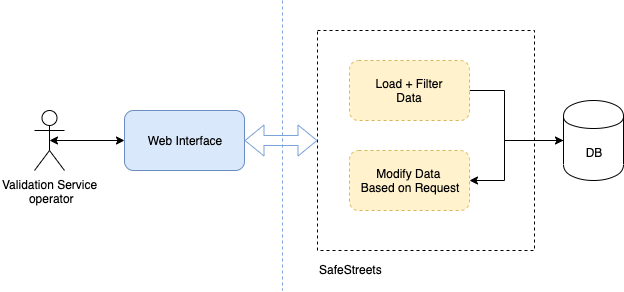 Load + Filter
Data
Web Interface
DB
Modify Data
Based on Request
Validation Service
operator
SafeStreets